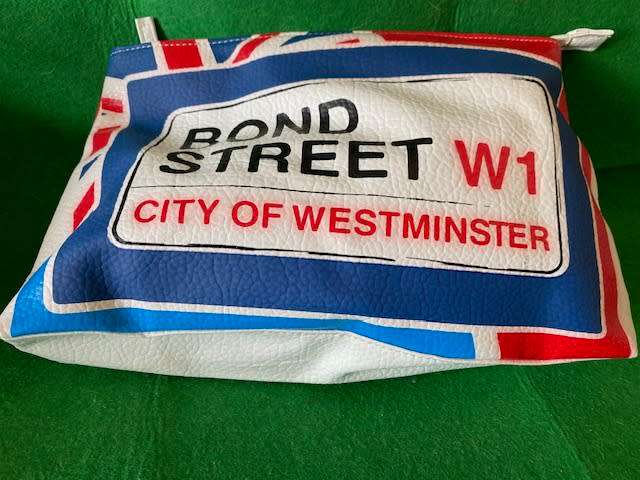 BOND
STREET W1
CITY OF WESTMINSTER